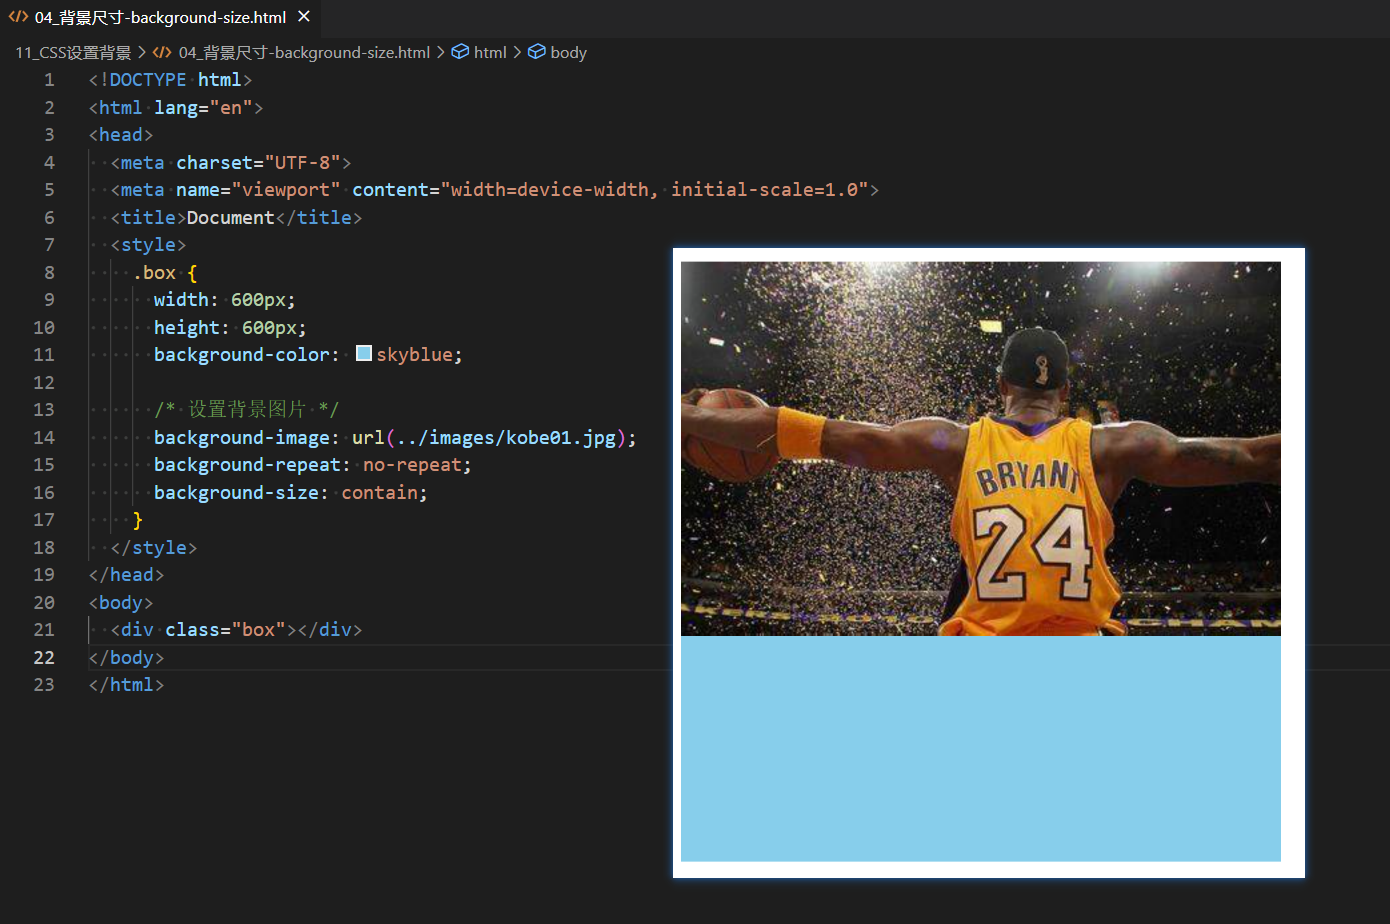 04_背景尺寸-background-size.html
11_CSS设置背景 > 04_背景尺寸-background-size.html > html > body
1 <!DOCTYPE html>
2 <html lang="en">
3 <head>
4 <meta charset="UTF-8">
5 <meta name="viewport" content="width=device-width, initial-scale=1.0">
6 <title>Document</title>
7 <style>
8 .box {
9 width: 600px;
10 height: 600px;
11 background-color: skyblue;
12
13 /* 设置背景图片 */
14 background-image: url(../images/kobe01.jpg);
15 background-repeat: no-repeat;
16 background-size: contain;
17 }
18 </style>
19 </head>
20 <body>
21 <div class="box"></div>
22 </body>
23 </html>
BRYANT
24